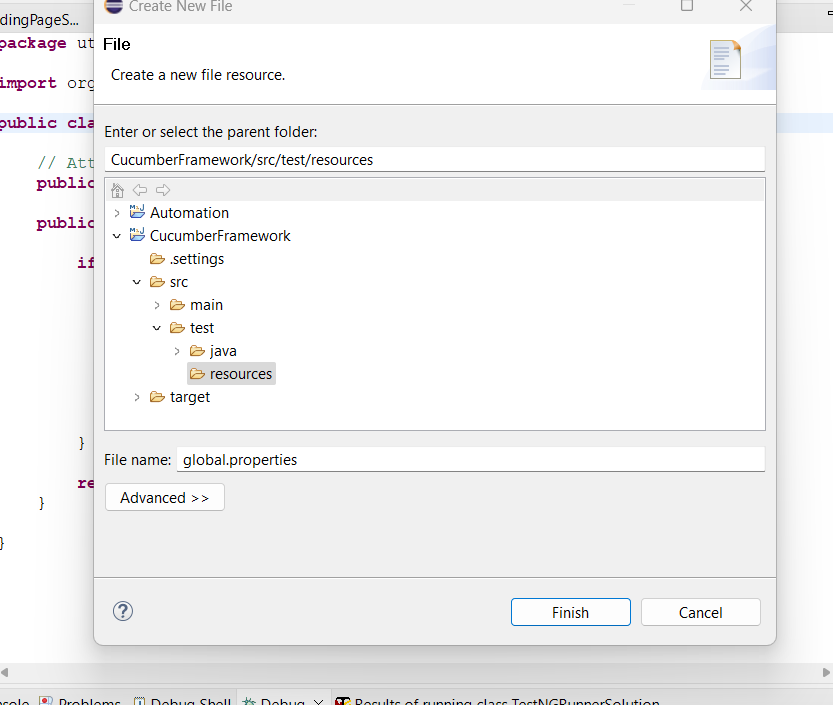 Create New File
dingPageS...
package ut
File
Create a new file resource.
import org
public cla
Enter or select the parent folder:
CucumberFramework/src/test/resources
// Att
public
Automation
public
CucumberFramework
if
.settings
src
main
test
java
resources
target
}
File name: global.properties
re
Advanced >>
}
}
Finish
Cancel
Problems
Debug Shell
Debug
Results of running class TestNGRunnerSolution